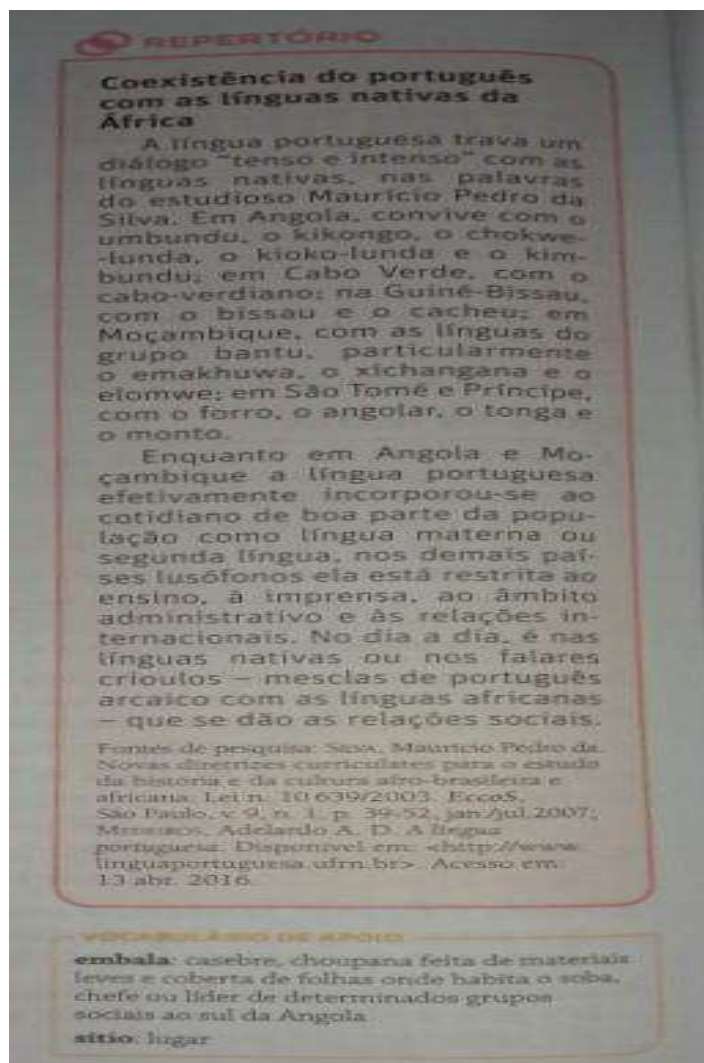 REPERTÓRIO
Coexistência do português
com as línguas nativas da
África
A língua portuguesa trava um
diálogo "tenso e intenso" com as
línguas nativas, nas palavras
do estudioso Maurício Pedro da
Silva. Em Angola, convive com o
umbundu, o kikongo, o chokwe-
-lunda, o kioko-lunda e o kim-
bundu; em Cabo Verde, com o
cabo-verdiano; na Guiné-Bissau,
com o bissau e o cacheu; em
Moçambique, com as línguas do
grupo bantu, particularmente
o emakhuwa, o xichangana e o
elomwe; em São Tomé e Príncipe,
com o forro, o angolar, o tonga e
o monto.
Enquanto em Angola e Mo-
çambique a língua portuguesa
efetivamente incorporou-se ao
cotidiano de boa parte da popu-
lação como língua materna ou
segunda língua, nos demais paí-
ses lusófonos ela está restrita ao
ensino, à imprensa, ao âmbito
administrativo e às relações in-
ternacionais. No dia a dia, é nas
línguas nativas ou nos falares
crioulos – mesclas de português
arcaico com as línguas africanas
– que se dão as relações sociais.
Fontes de pesquisa: SILVA, Maurício Pedro da.
Novas diretrizes curriculares para o estudo
da história e da cultura afro-brasileira e
africana: Lei n. 10 639/2003. EccoS,
São Paulo, v. 9, n. 1, p. 39-52, jan./jul. 2007;
MEDEIROS, Adelardo A. D. A língua
portuguesa. Disponível em: <http://www.
linguaportuguesa.ufrn.br>. Acesso em:
13 abr. 2016.
VOCABULÁRIO DE APOIO
embala: casebre, choupana feita de materiais
leves e coberta de folhas onde habita o soba,
chefe ou líder de determinados grupos
sociais ao sul da Angola
sítio: lugar